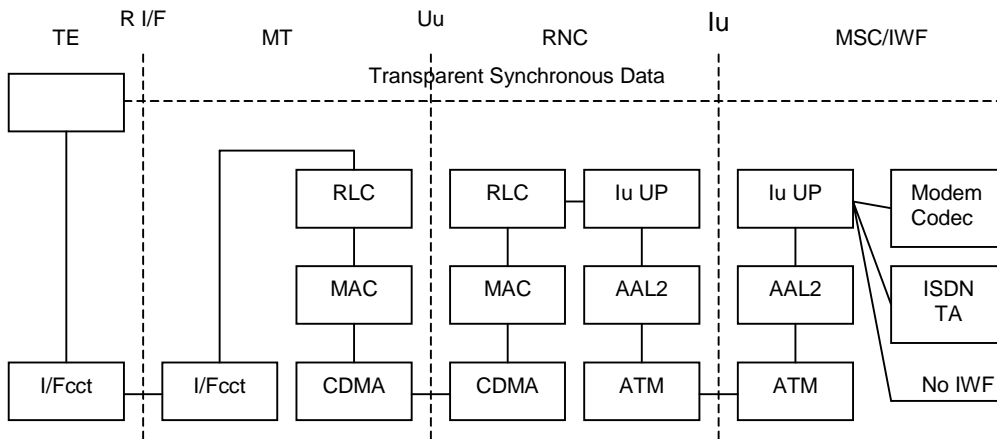 R I/F
Uu
Iu
TE
MT
RNC
MSC/IWF
Transparent Synchronous Data
RLC
RLC
Iu UP
Iu UP
Modem
Codec
MAC
MAC
AAL2
AAL2
ISDN
TA
I/Fcct
I/Fcct
CDMA
CDMA
ATM
ATM
No IWF